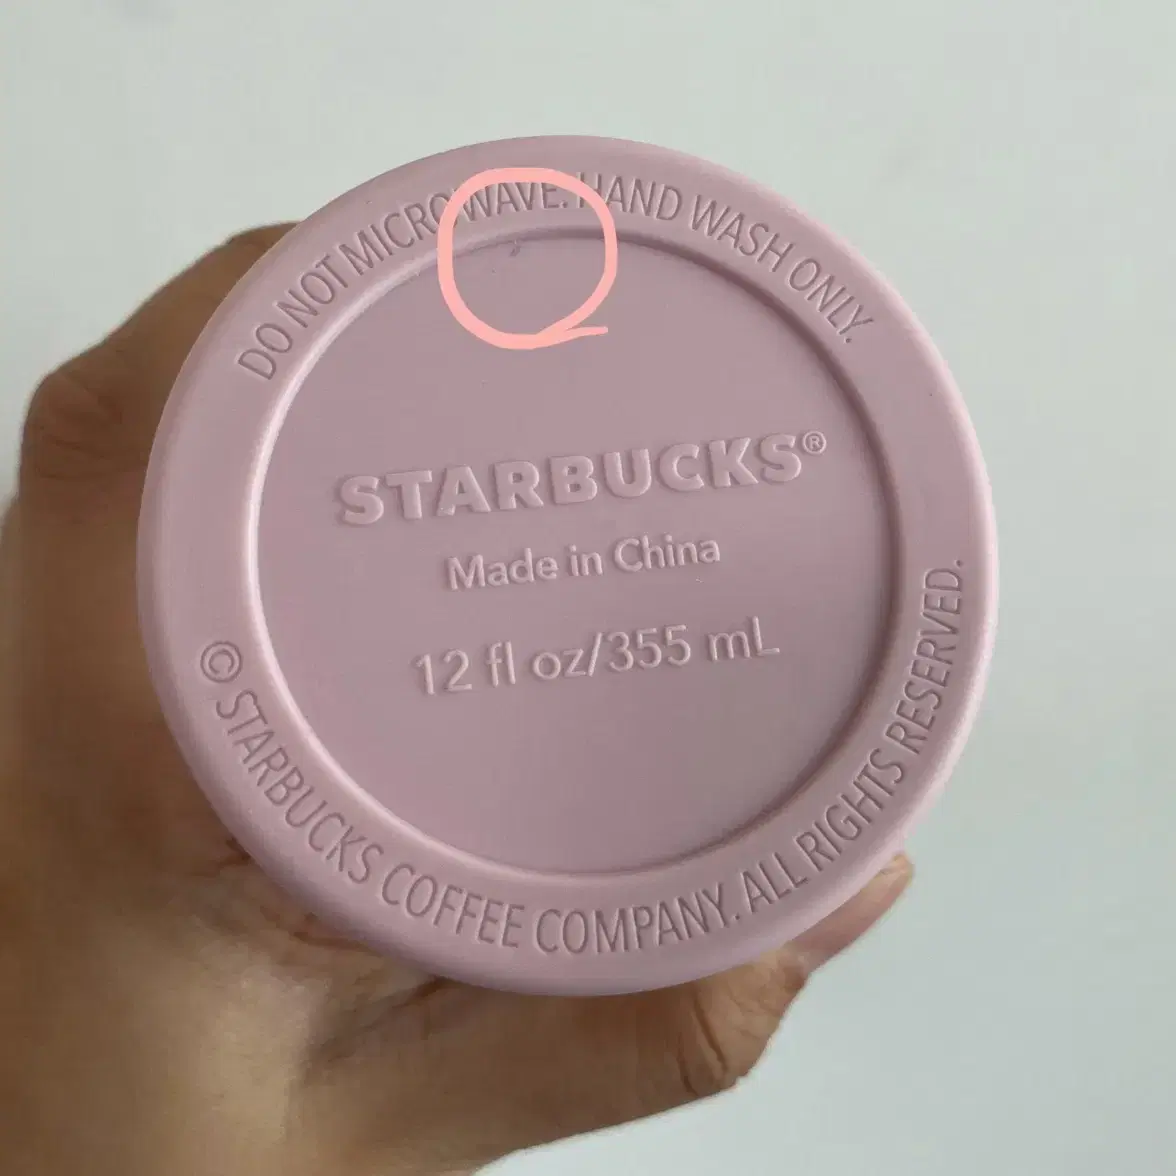 DO NOT MICROWAVE. HAND WASH ONLY.
STARBUCKS®
Made in China
12 fl oz/355 mL
© STARBUCKS COFFEE COMPANY. ALL RIGHTS RESERVED.